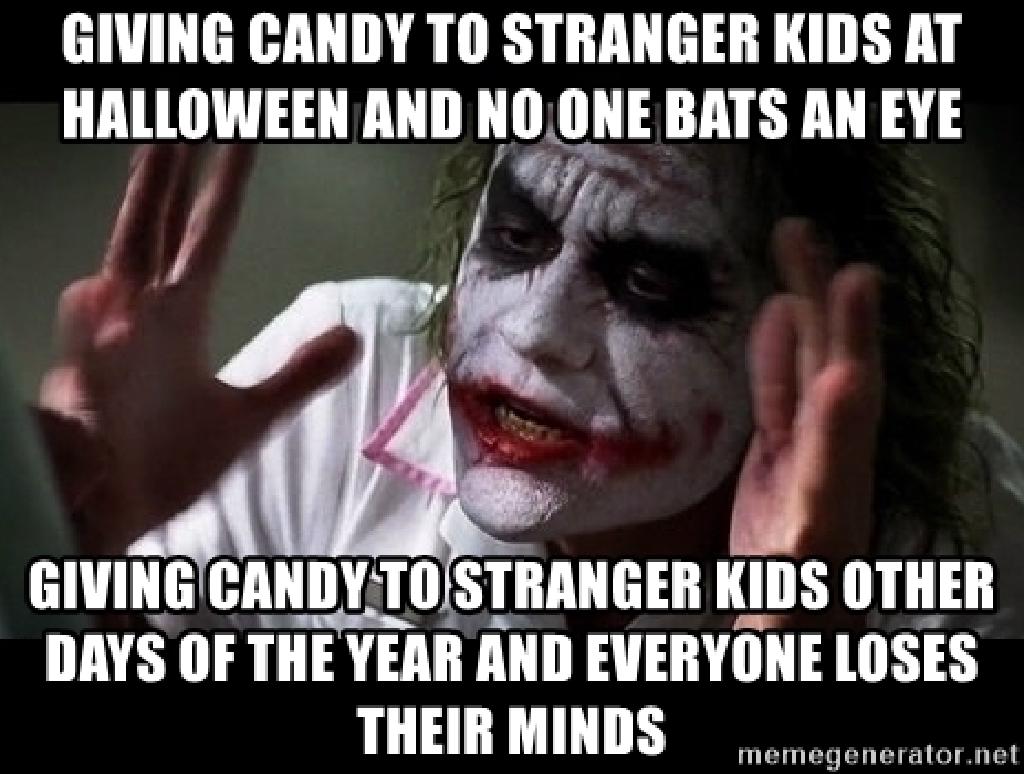 GIVING CANDY TO STRANGER KIDS AT
HALLOWEEN AND NO ONE BATS AN EYE
GIVING CANDY TO STRANGER KIDS OTHER
DAYS OF THE YEAR AND EVERYONE LOSES
THEIR MINDS
memegenerator.net